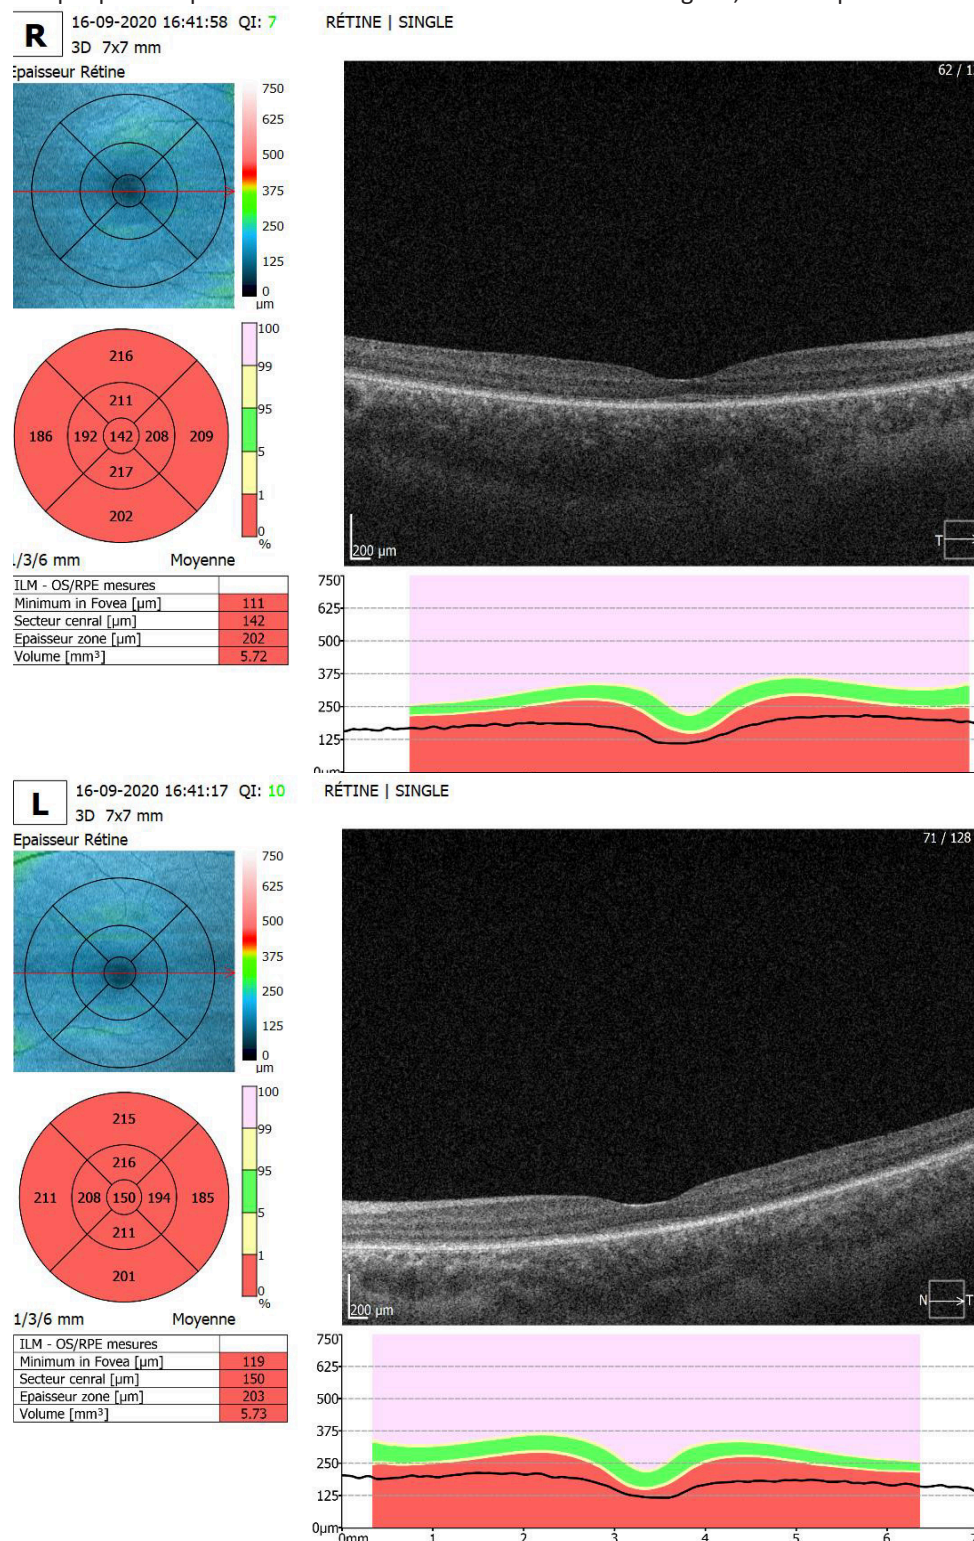 R
16-09-2020 16:41:58 QI: 7
RÉTINE | SINGLE
3D 7x7 mm
Epaisseur Rétine
62 / 1
750
625
500
375
250
125
0
µm
100
99
95
5
1
0
%
216
211
186 192 142 208 209
217
202
/3/6 mm Moyenne
200 µm
T
ILM - OS/RPE mesures
Minimum in Fovea [µm] 111
Secteur cenral [µm] 142
Epaisseur zone [µm] 202
Volume [mm³] 5.72
750
625
500
375
250
125
0µm
L
16-09-2020 16:41:17 QI: 10
RÉTINE | SINGLE
3D 7x7 mm
Epaisseur Rétine
71 / 128
750
625
500
375
250
125
0
µm
100
99
95
5
1
0
%
215
216
211 208 150 194 185
211
201
1/3/6 mm Moyenne
200 µm
N T
ILM - OS/RPE mesures
Minimum in Fovea [µm] 119
Secteur cenral [µm] 150
Epaisseur zone [µm] 203
Volume [mm³] 5.73
750
625
500
375
250
125
0µm
0mm 1 2 3 4 5 6 7